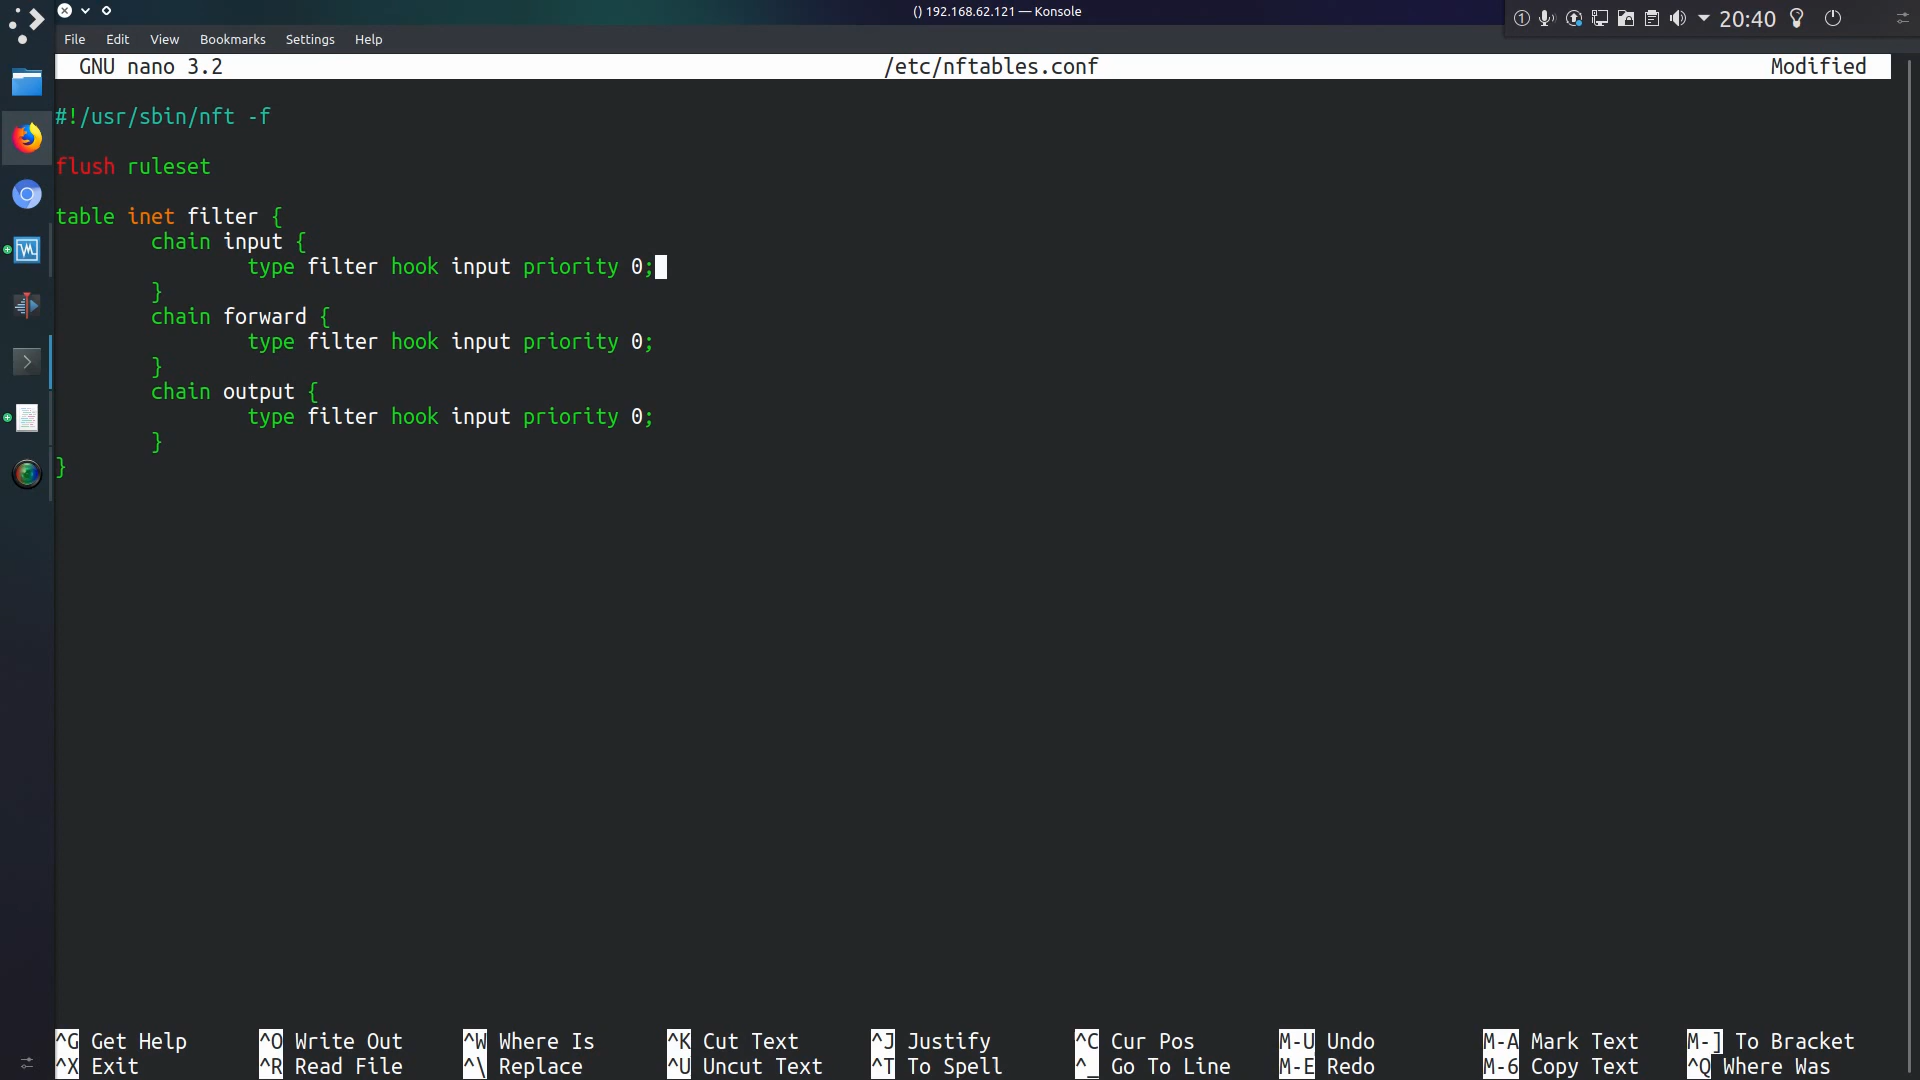 () 192.168.62.121 — Konsole
20:40
File Edit View Bookmarks Settings Help
GNU nano 3.2 /etc/nftables.conf Modified
#!/usr/sbin/nft -f
flush ruleset
table inet filter {
chain input {
type filter hook input priority 0;
}
chain forward {
type filter hook input priority 0;
}
chain output {
type filter hook input priority 0;
}
}
^G Get Help ^O Write Out ^W Where Is ^K Cut Text ^J Justify ^C Cur Pos M-U Undo M-A Mark Text M-] To Bracket
^X Exit ^R Read File ^\ Replace ^U Uncut Text ^T To Spell ^_ Go To Line M-E Redo M-6 Copy Text ^Q Where Was